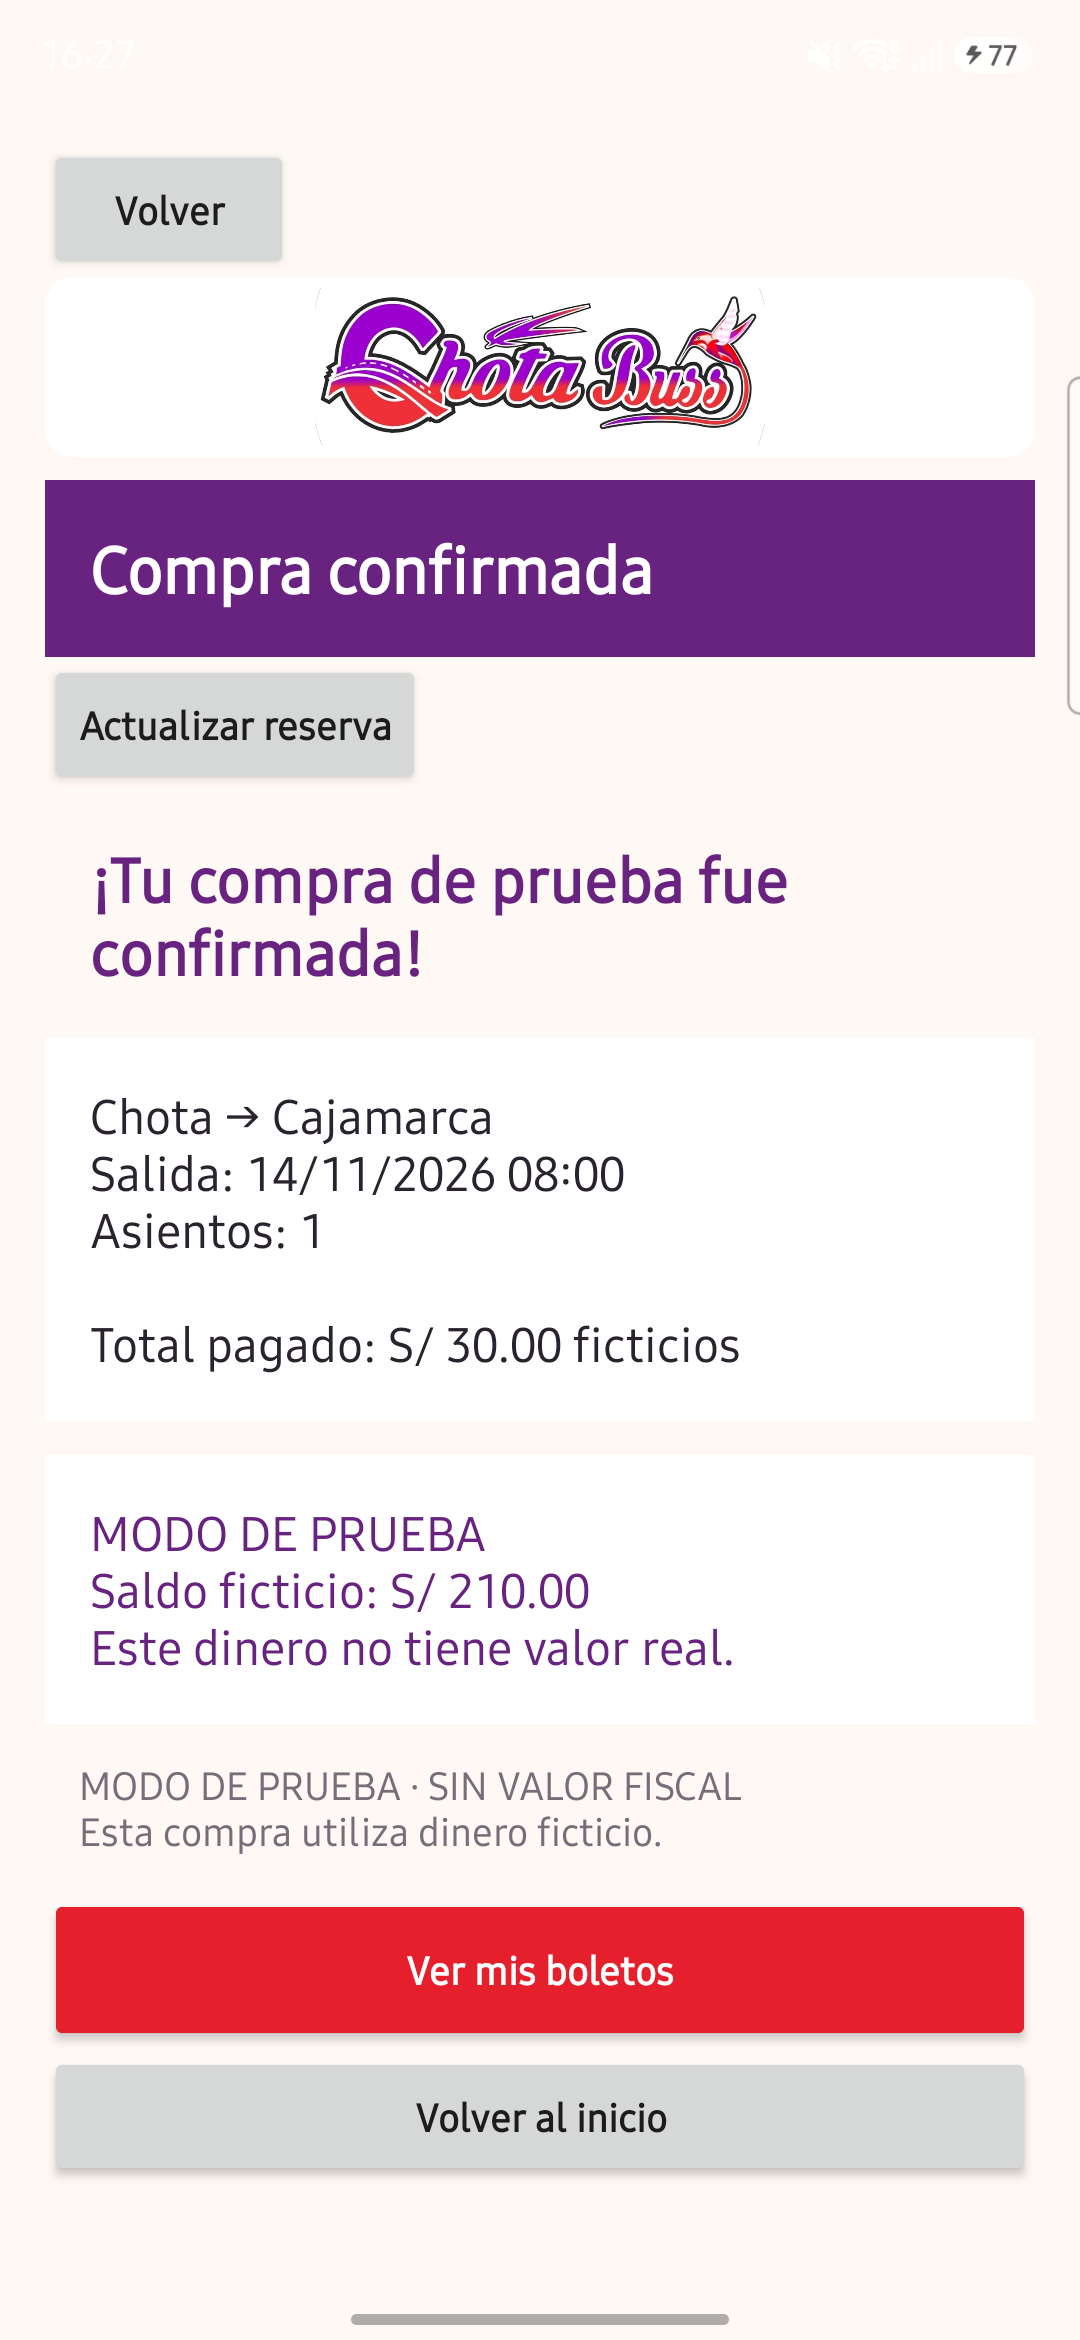 16:27
77
Volver
Chota Buss
Compra confirmada
Actualizar reserva
¡Tu compra de prueba fue
confirmada!
Chota → Cajamarca
Salida: 14/11/2026 08:00
Asientos: 1
Total pagado: S/ 30.00 ficticios
MODO DE PRUEBA
Saldo ficticio: S/ 210.00
Este dinero no tiene valor real.
MODO DE PRUEBA · SIN VALOR FISCAL
Esta compra utiliza dinero ficticio.
Ver mis boletos
Volver al inicio